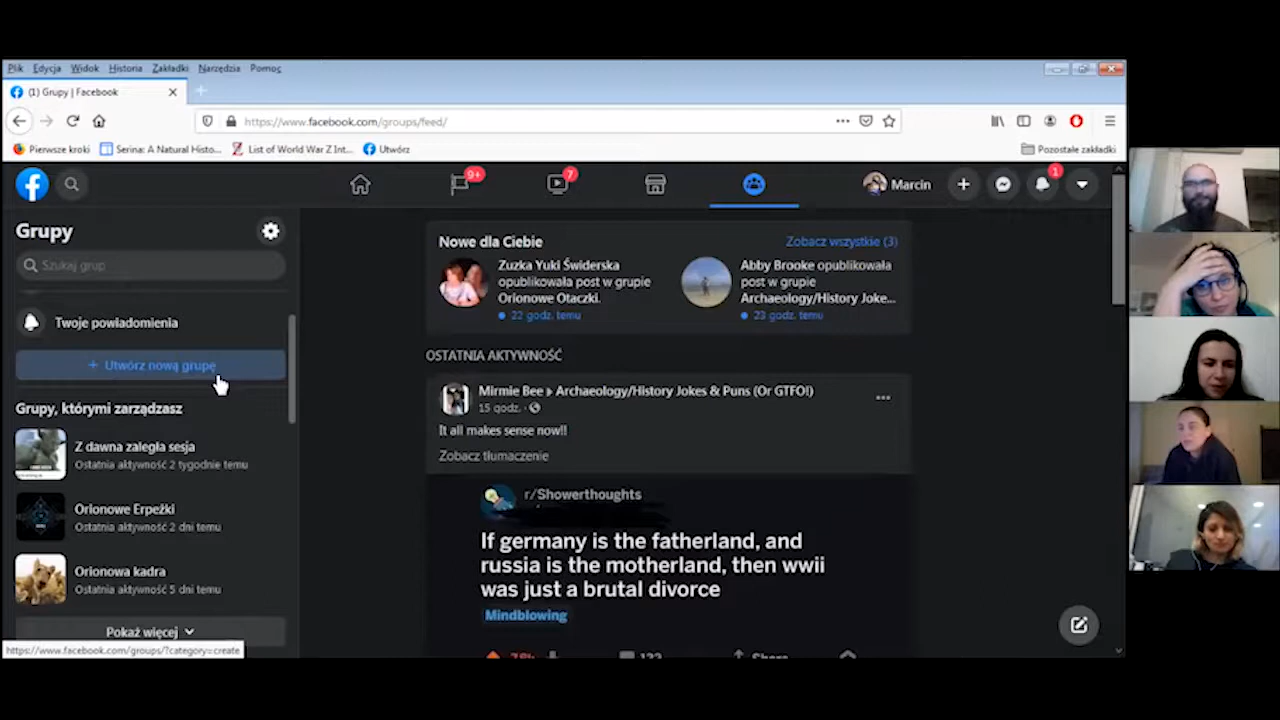 Plik Edycja Widok Historia Zakładki Narzędzia Pomoc
(1) Grupy | Facebook
https://www.facebook.com/groups/feed/
Pierwsze kroki
Serina: A Natural Histo...
List of World War Z Int...
Utwórz
Pozostałe zakładki
9+
7
Marcin
1
Grupy
Szukaj grup
Twoje powiadomienia
+ Utwórz nową grupę
Grupy, którymi zarządzasz
Z dawna zaległa sesja
Ostatnia aktywność 2 tygodnie temu
Orionowe Erpeżki
Ostatnia aktywność 2 dni temu
Orionowa kadra
Ostatnia aktywność 5 dni temu
Pokaż więcej
https://www.facebook.com/groups/?category=create
Nowe dla Ciebie
Zobacz wszystkie (3)
Zuzka Yuki Świderska
opublikowała post w grupie
Orionowe Otaczki.
22 godz. temu
Abby Brooke opublikowała
post w grupie
Archaeology/History Joke...
23 godz. temu
OSTATNIA AKTYWNOŚĆ
Mirmie Bee ▸ Archaeology/History Jokes & Puns (Or GTFO!)
15 godz. ·
It all makes sense now!!
Zobacz tłumaczenie
r/Showerthoughts
If germany is the fatherland, and
russia is the motherland, then wwii
was just a brutal divorce
Mindblowing